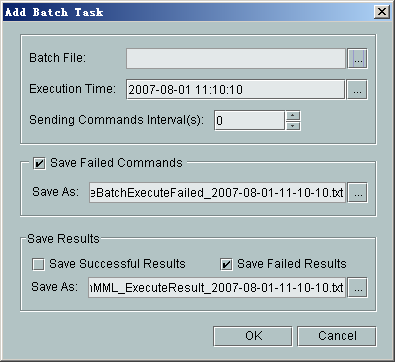 Add Batch Task
Batch File: ...
Execution Time: 2007-08-01 11:10:10 ...
Sending Commands Interval(s): 0
Save Failed Commands
Save As: eBatchExecuteFailed_2007-08-01-11-10-10.txt ...
Save Results
Save Successful Results Save Failed Results
Save As: MML_ExecuteResult_2007-08-01-11-10-10.txt ...
OK Cancel